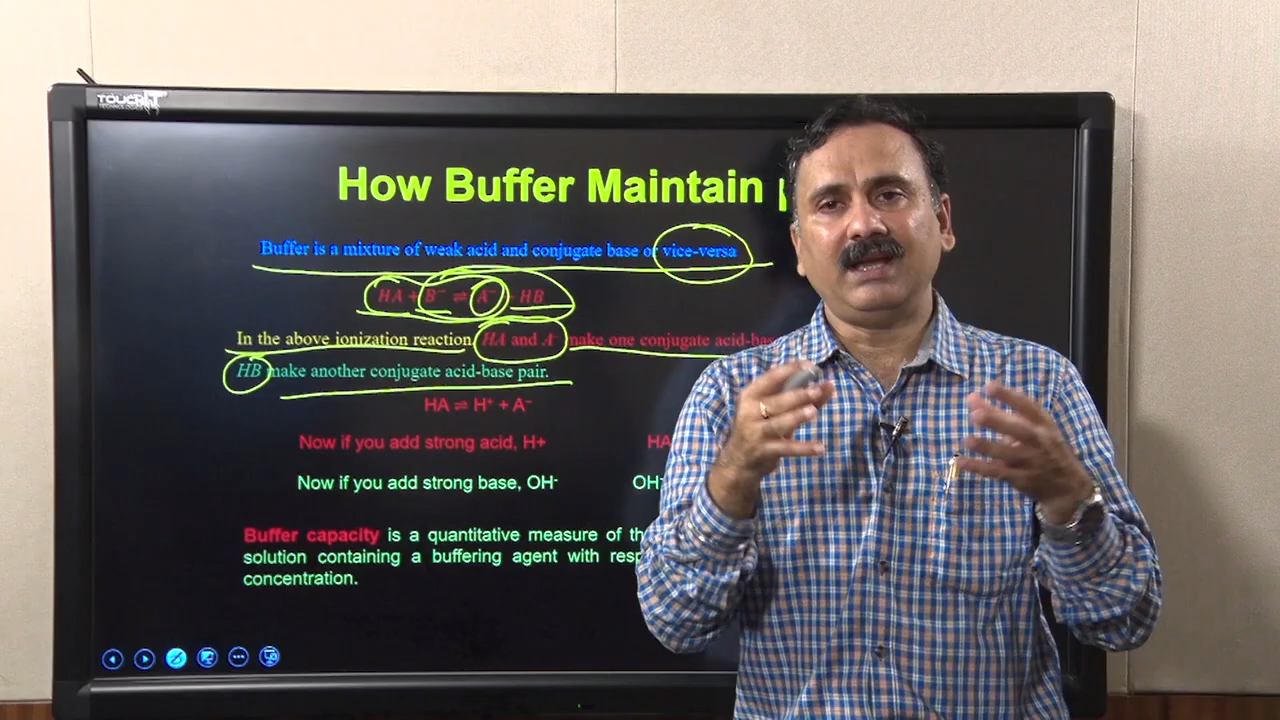 TOUCHIT
TECHNOLOGIES
How Buffer Maintain
Buffer is a mixture of weak acid and conjugate base or vice-versa
HA + B⁻ ⇌ A⁻ + HB
In the above ionization reaction HA and A⁻ make one conjugate acid-
HB make another conjugate acid-base pair.
HA ⇌ H⁺ + A⁻
Now if you add strong acid, H+ HA
Now if you add strong base, OH⁻ OH⁻
Buffer capacity is a quantitative measure of
solution containing a buffering agent with
concentration.